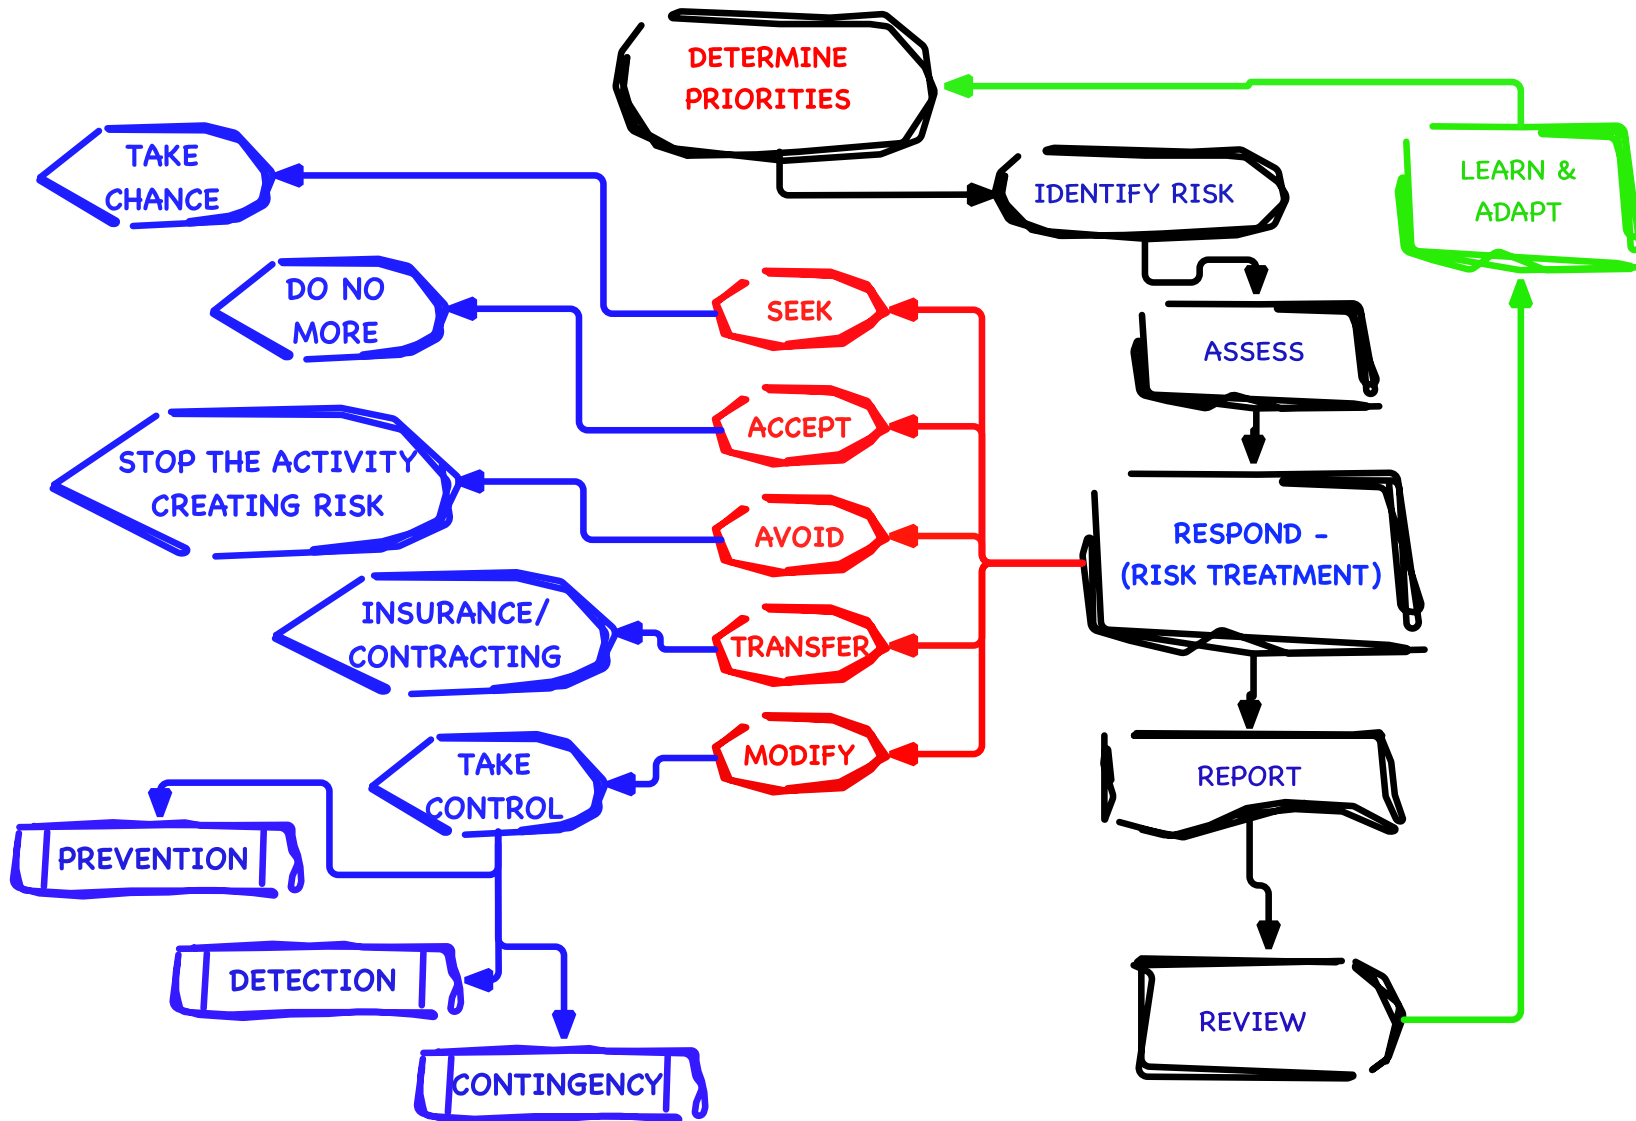 DETERMINE
PRIORITIES
IDENTIFY RISK
LEARN &
ADAPT
TAKE
CHANCE
DO NO
MORE
SEEK
ASSESS
ACCEPT
STOP THE ACTIVITY
CREATING RISK
AVOID
RESPOND -
(RISK TREATMENT)
INSURANCE/
CONTRACTING
TRANSFER
TAKE
CONTROL
MODIFY
REPORT
PREVENTION
DETECTION
CONTINGENCY
REVIEW